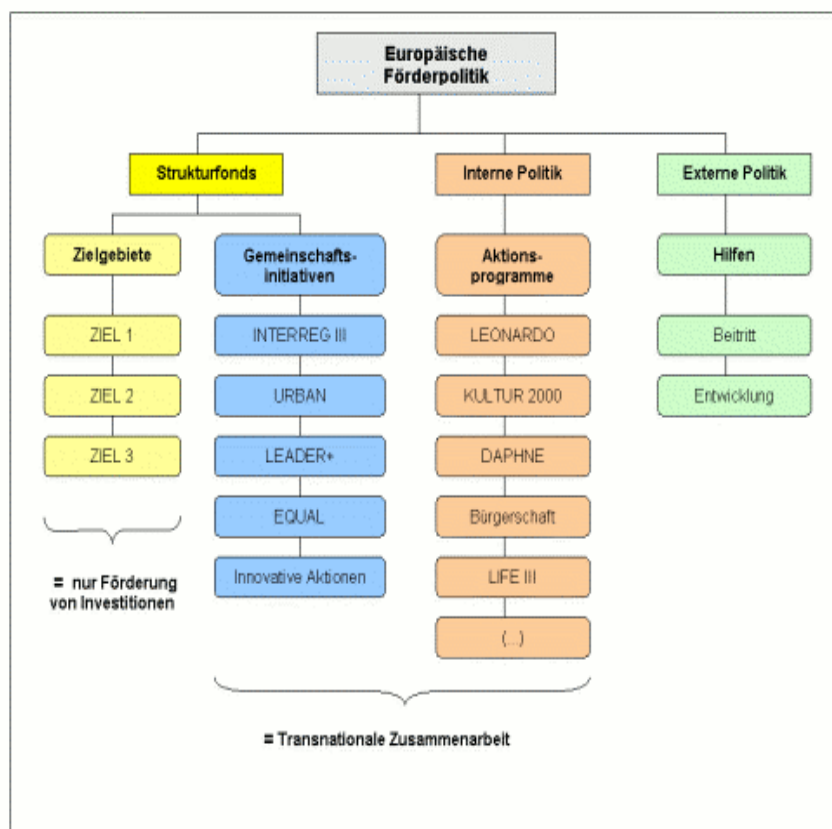 Europäische
Förderpolitik
Strukturfonds
Interne Politik
Externe Politik
Zielgebiete
Gemeinschafts-
initiativen
Aktions-
programme
Hilfen
ZIEL 1
INTERREG III
LEONARDO
Beitritt
ZIEL 2
URBAN
KULTUR 2000
Entwicklung
ZIEL 3
LEADER+
DAPHNE
EQUAL
Bürgerschaft
Innovative Aktionen
LIFE III
(...)
= nur Förderung
von Investitionen
= Transnationale Zusammenarbeit